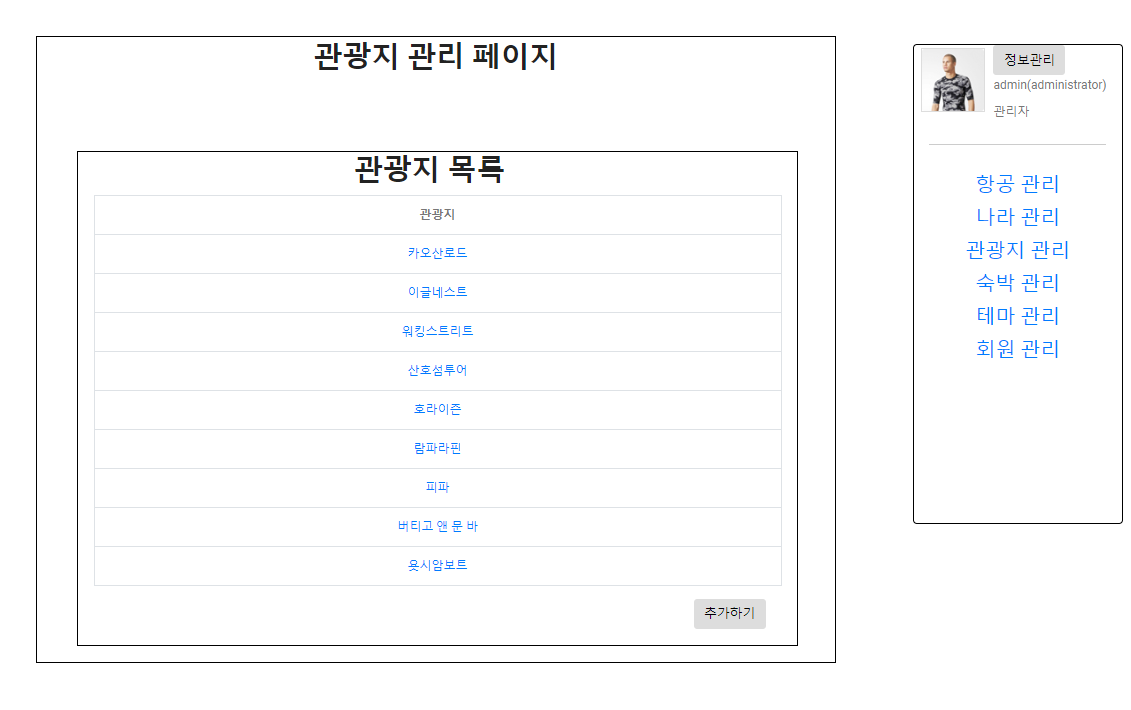 관광지 관리 페이지
관광지 목록
관광지
카오산로드
이글네스트
워킹스트리트
산호섬투어
호라이즌
람파라핀
피파
버티고 앤 문 바
욧시암보트
추가하기
정보관리
admin(administrator)
관리자
항공 관리
나라 관리
관광지 관리
숙박 관리
테마 관리
회원 관리